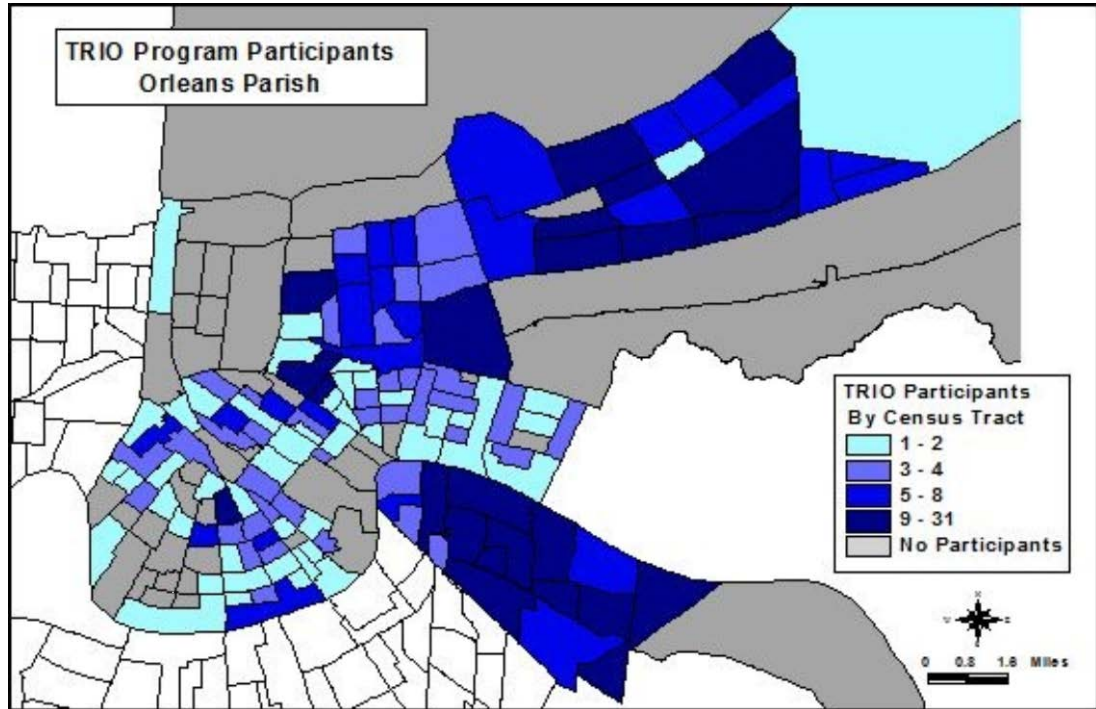 TRIO Program Participants
Orleans Parish
TRIO Participants
By Census Tract
1 - 2
3 - 4
5 - 8
9 - 31
No Participants
0 0.8 1.6 Miles